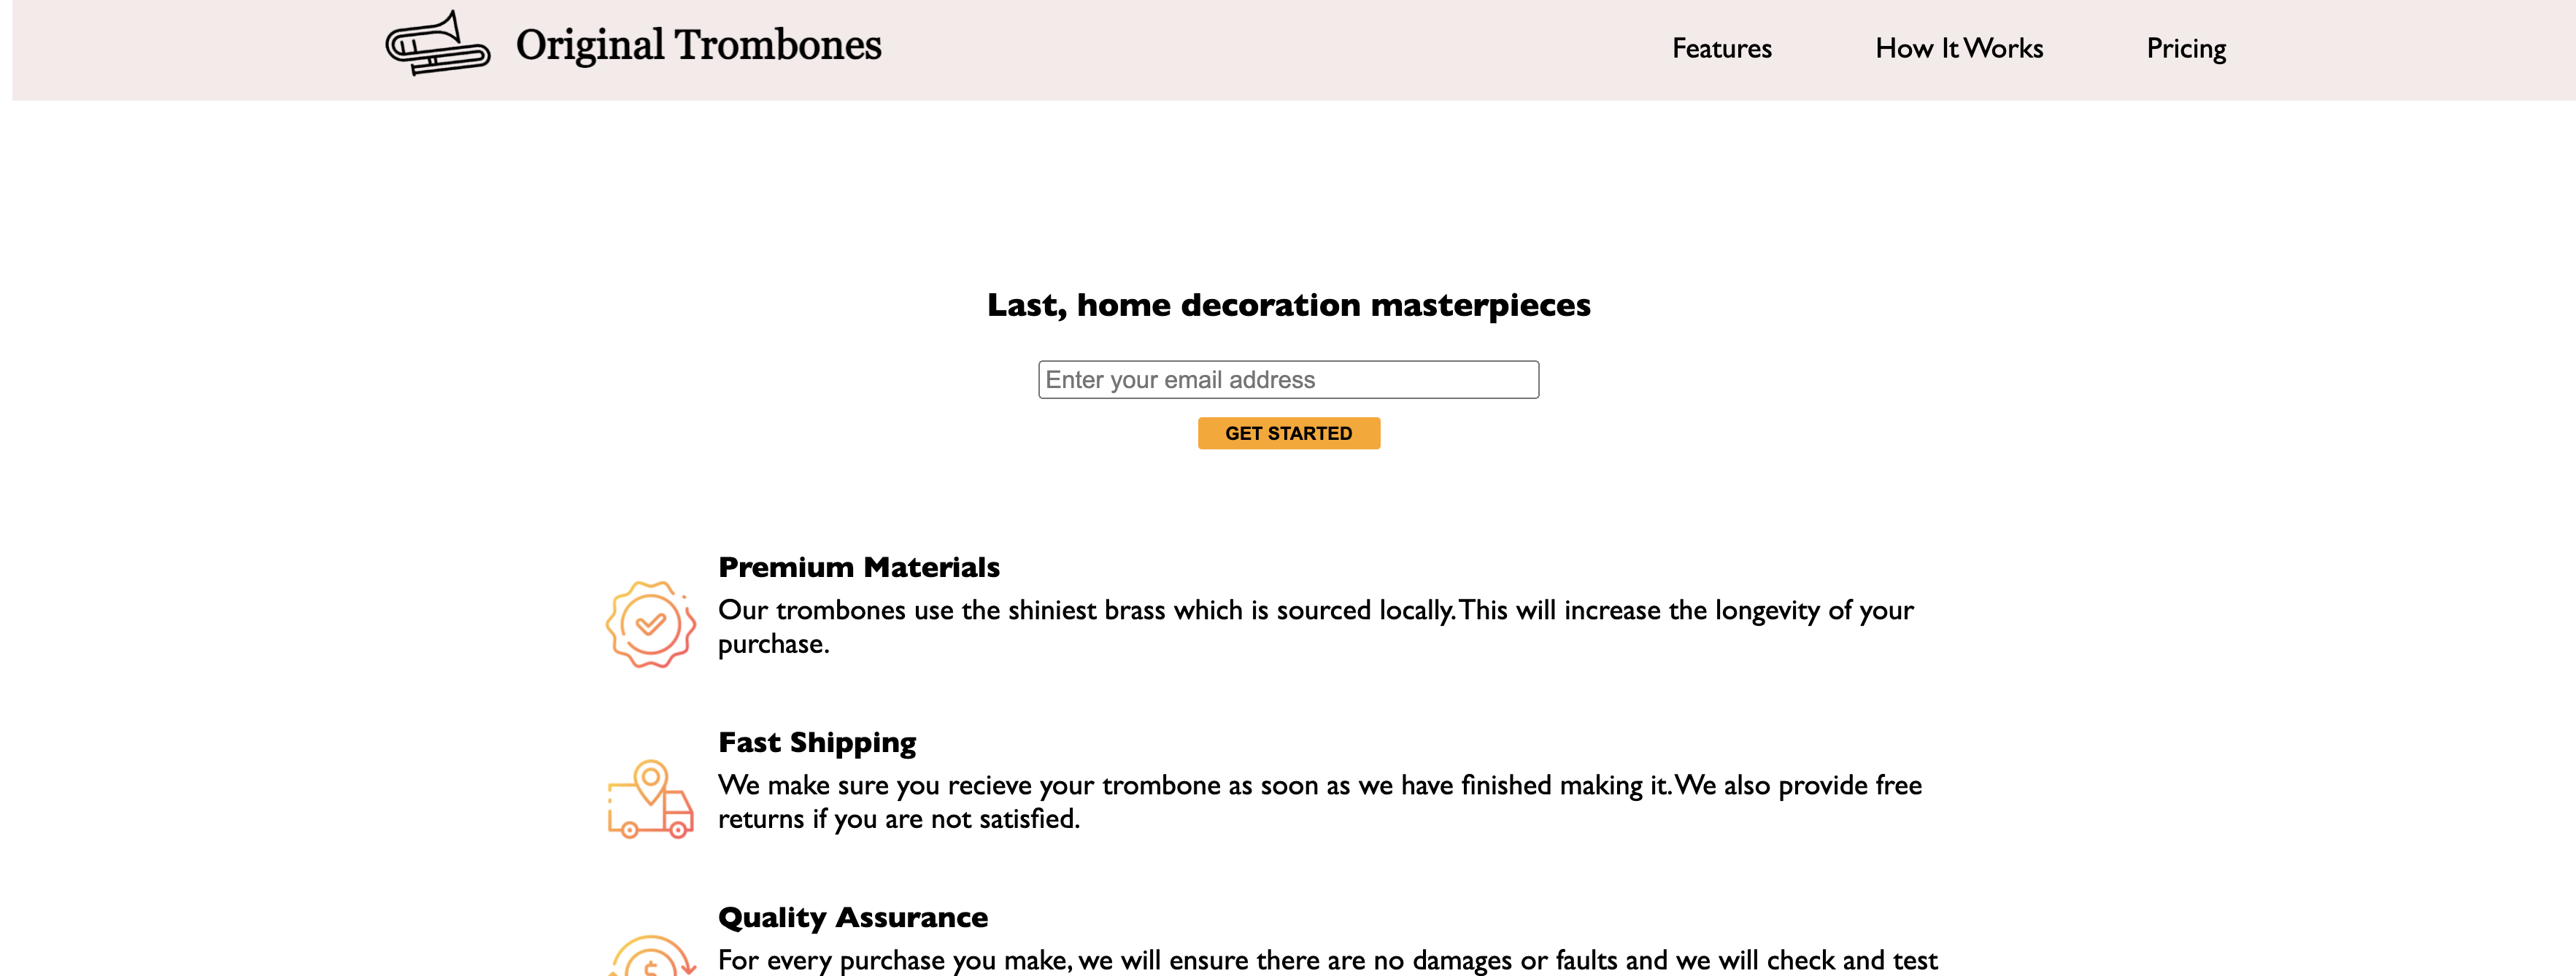 Original Trombones
Features
How It Works
Pricing
Last, home decoration masterpieces
Enter your email address
GET STARTED
Premium Materials
Our trombones use the shiniest brass which is sourced locally. This will increase the longevity of your
purchase.
Fast Shipping
We make sure you recieve your trombone as soon as we have finished making it. We also provide free
returns if you are not satisfied.
Quality Assurance
$
For every purchase you make, we will ensure there are no damages or faults and we will check and test